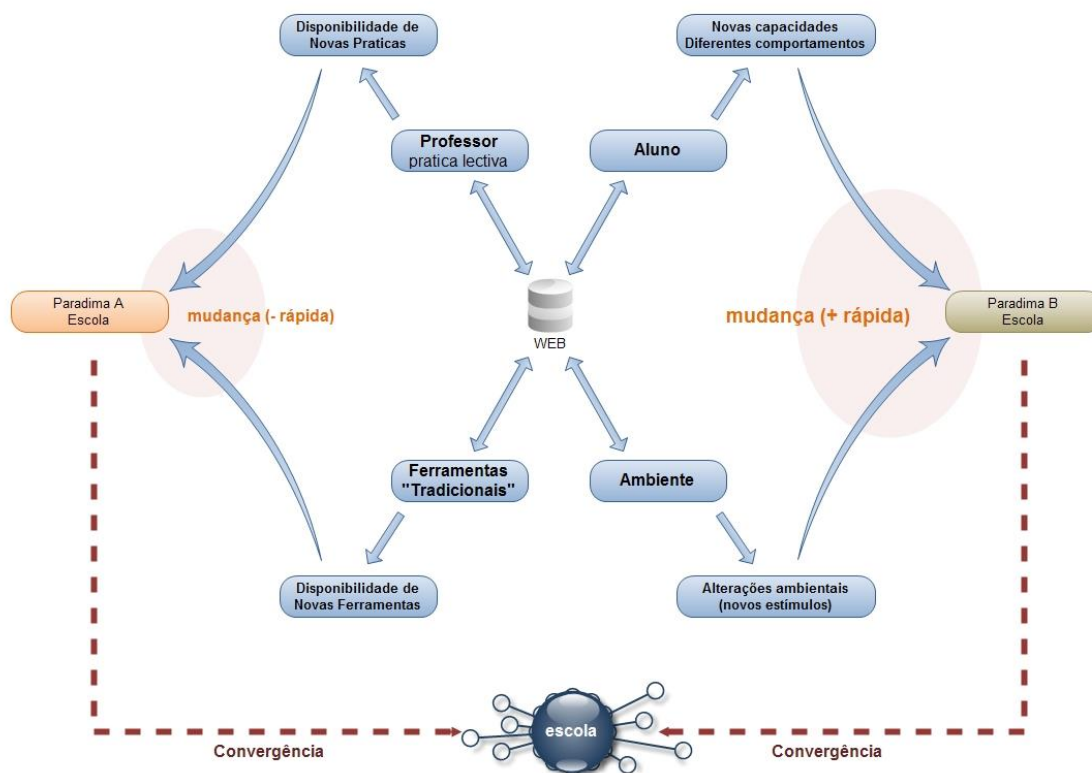 Disponibilidade de
Novas Praticas
Novas capacidades
Diferentes comportamentos
Professor
pratica lectiva
Aluno
Paradima A
Escola
mudança (- rápida)
WEB
mudança (+ rápida)
Paradima B
Escola
Ferramentas
"Tradicionais"
Ambiente
Disponibilidade de
Novas Ferramentas
Alterações ambientais
(novos estímulos)
escola
Convergência
Convergência